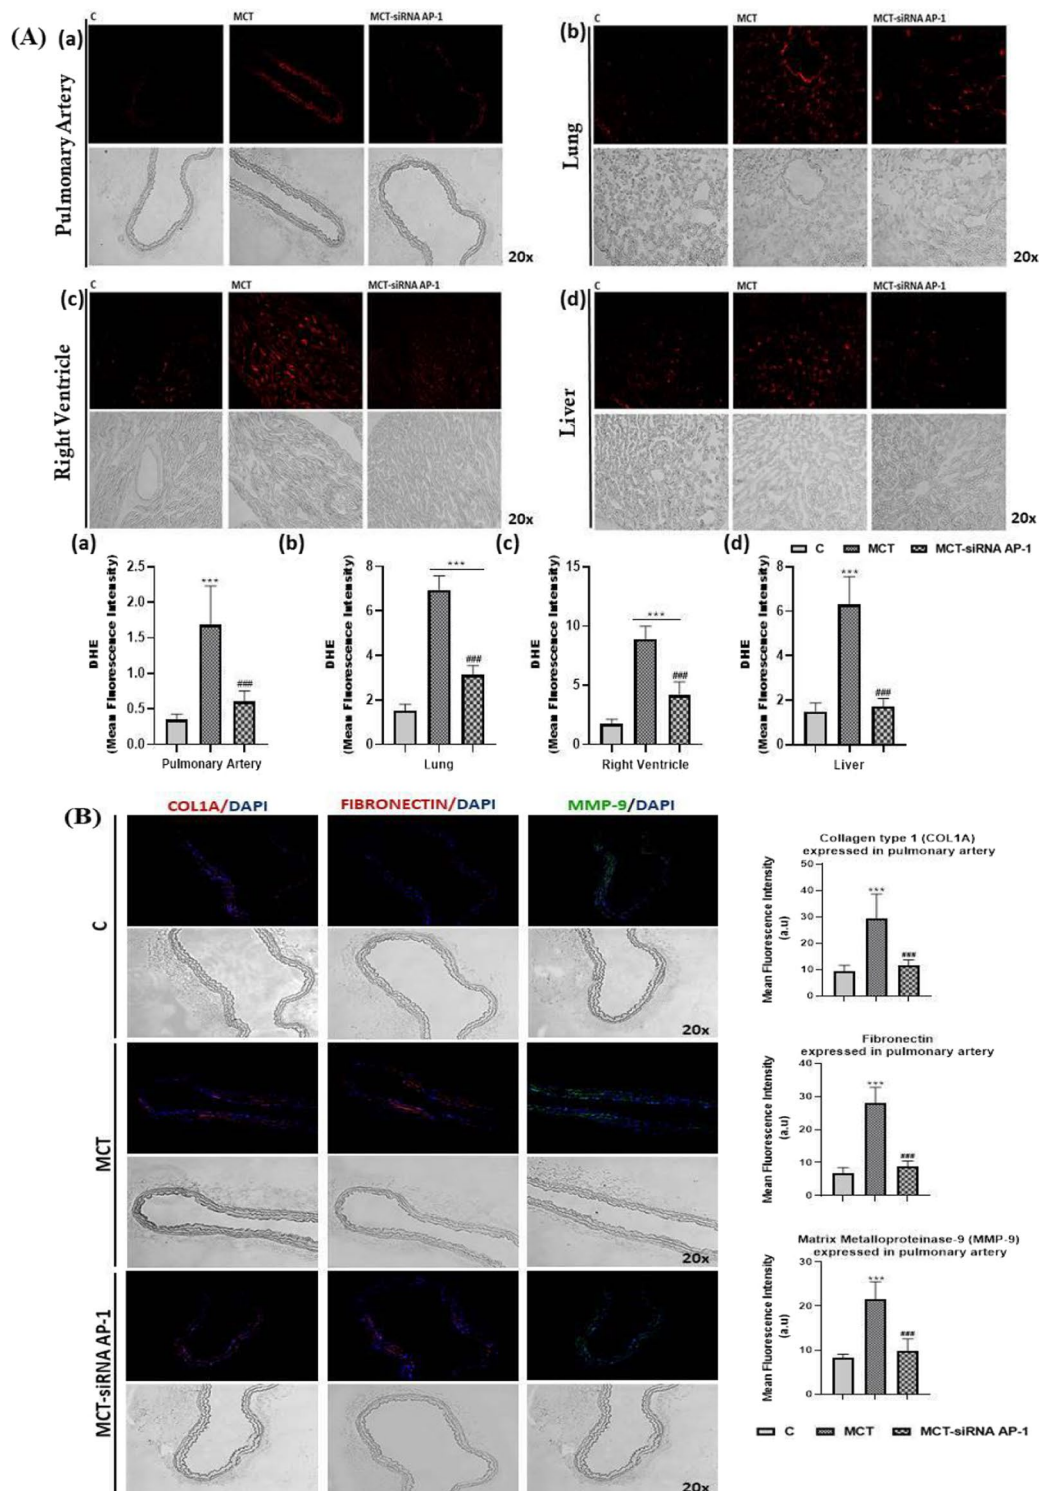 C MCT MCT-siRNA AP-1
(A) (a) Pulmonary Artery
20x
C MCT MCT-siRNA AP-1
(b) Lung
20x
C MCT MCT-siRNA AP-1
(c) Right Ventricle
20x
C MCT MCT-siRNA AP-1
(d) Liver
20x
C MCT MCT-siRNA AP-1
(a)
DHE
(Mean Fluorescence Intensity)
2.5
2.0
1.5
1.0
0.5
0.0
***
###
Pulmonary Artery
(b)
DHE
(Mean Fluorescence Intensity)
8
6
4
2
0
***
###
Lung
(c)
DHE
(Mean Fluorescence Intensity)
15
10
5
0
***
###
Right Ventricle
(d)
DHE
(Mean Fluorescence Intensity)
8
6
4
2
0
***
###
Liver
(B)
COL1A/DAPI FIBRONECTIN/DAPI MMP-9/DAPI
C
20x
MCT
20x
MCT-siRNA AP-1
20x
Collagen type 1 (COL1A)
expressed in pulmonary artery
Mean Fluorescence Intensity
(a.u)
50
40
30
20
10
0
***
###
Fibronectin
expressed in pulmonary artery
Mean Fluorescence Intensity
(a.u)
40
30
20
10
0
***
###
Matrix Metalloproteinase-9 (MMP-9)
expressed in pulmonary artery
Mean Fluorescence Intensity
(a.u)
30
20
10
0
***
###
C MCT MCT-siRNA AP-1